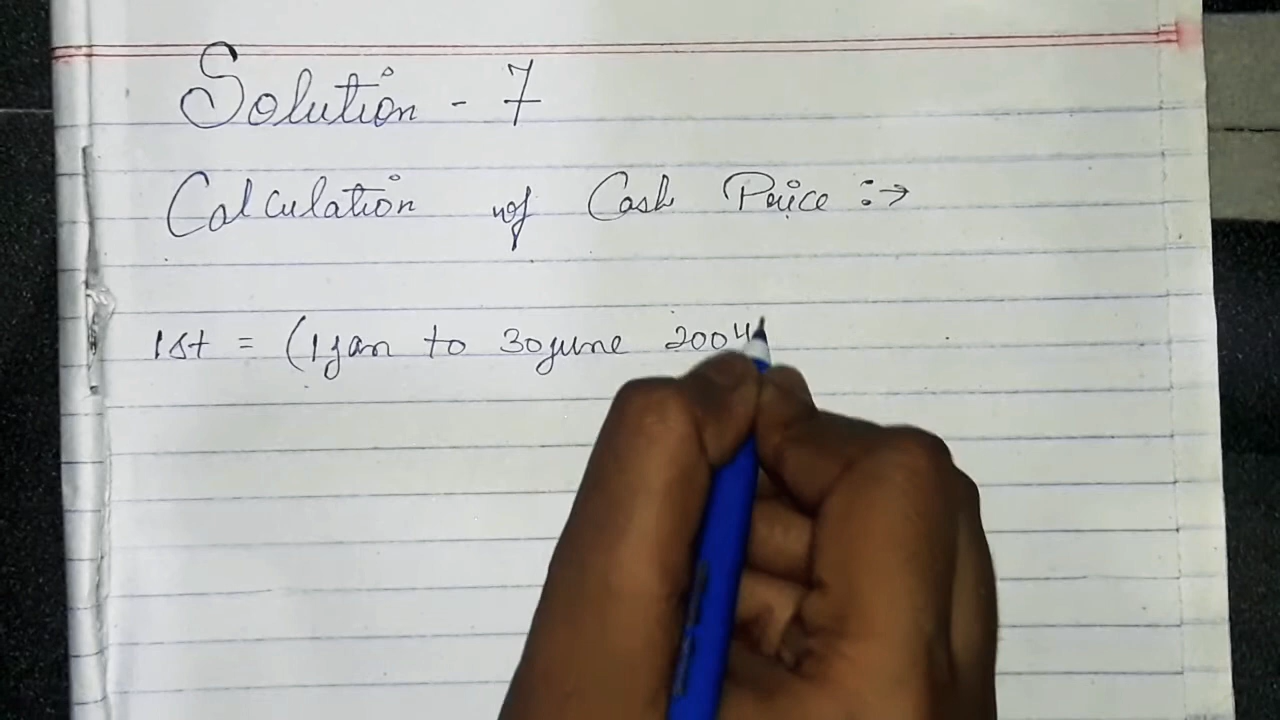 Solution - 7
Calculation of Cash Price :→
1st = (1 jan to 30 june 2004